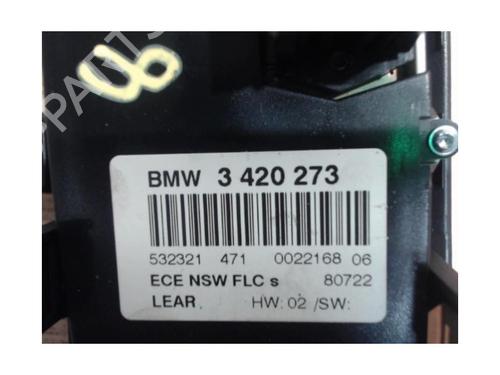 BMW 3 420 273
532321 471 0022168 06
ECE NSW FLC s 80722
LEAR HW: 02 /SW: